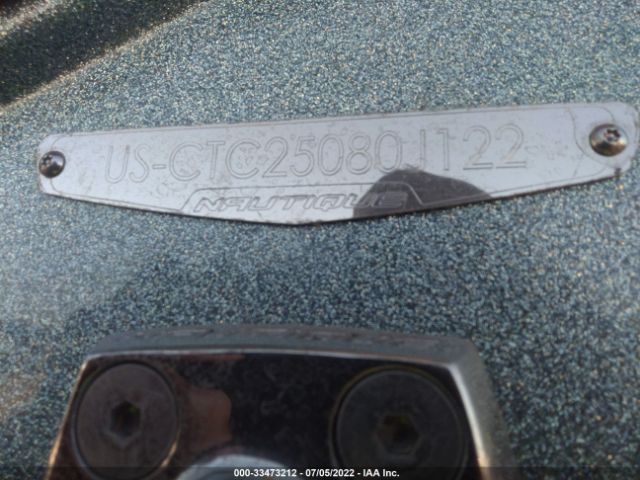 US-CTC25080J122
NAUTIQUE
000-33473212 - 07/05/2022 - IAA Inc.